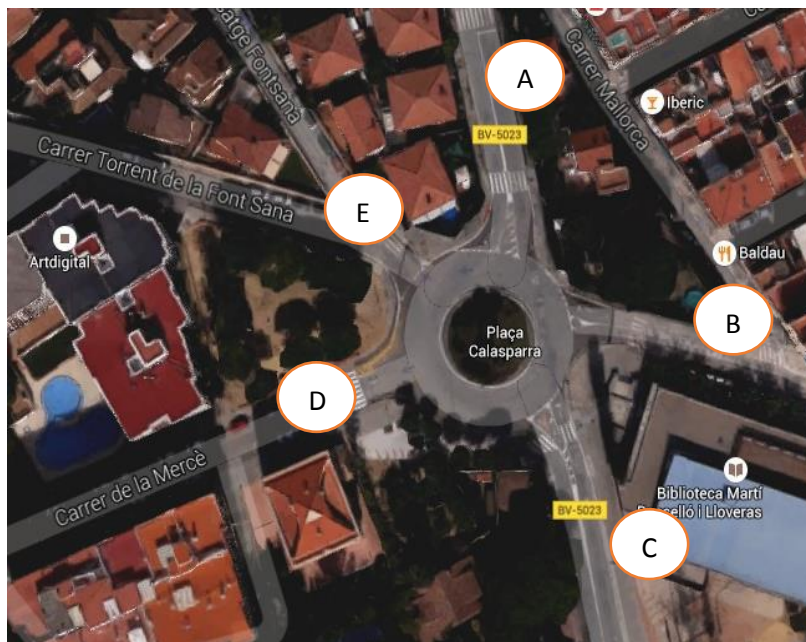 A
Iberic
Carrer Mallorca
BV-5023
Carrer Torrent de la Font Sana
E
Artdigital
Baldau
B
Plaça
Calasparra
D
Carrer de la Mercè
Biblioteca Martí
i Lloveras
BV-5023
C